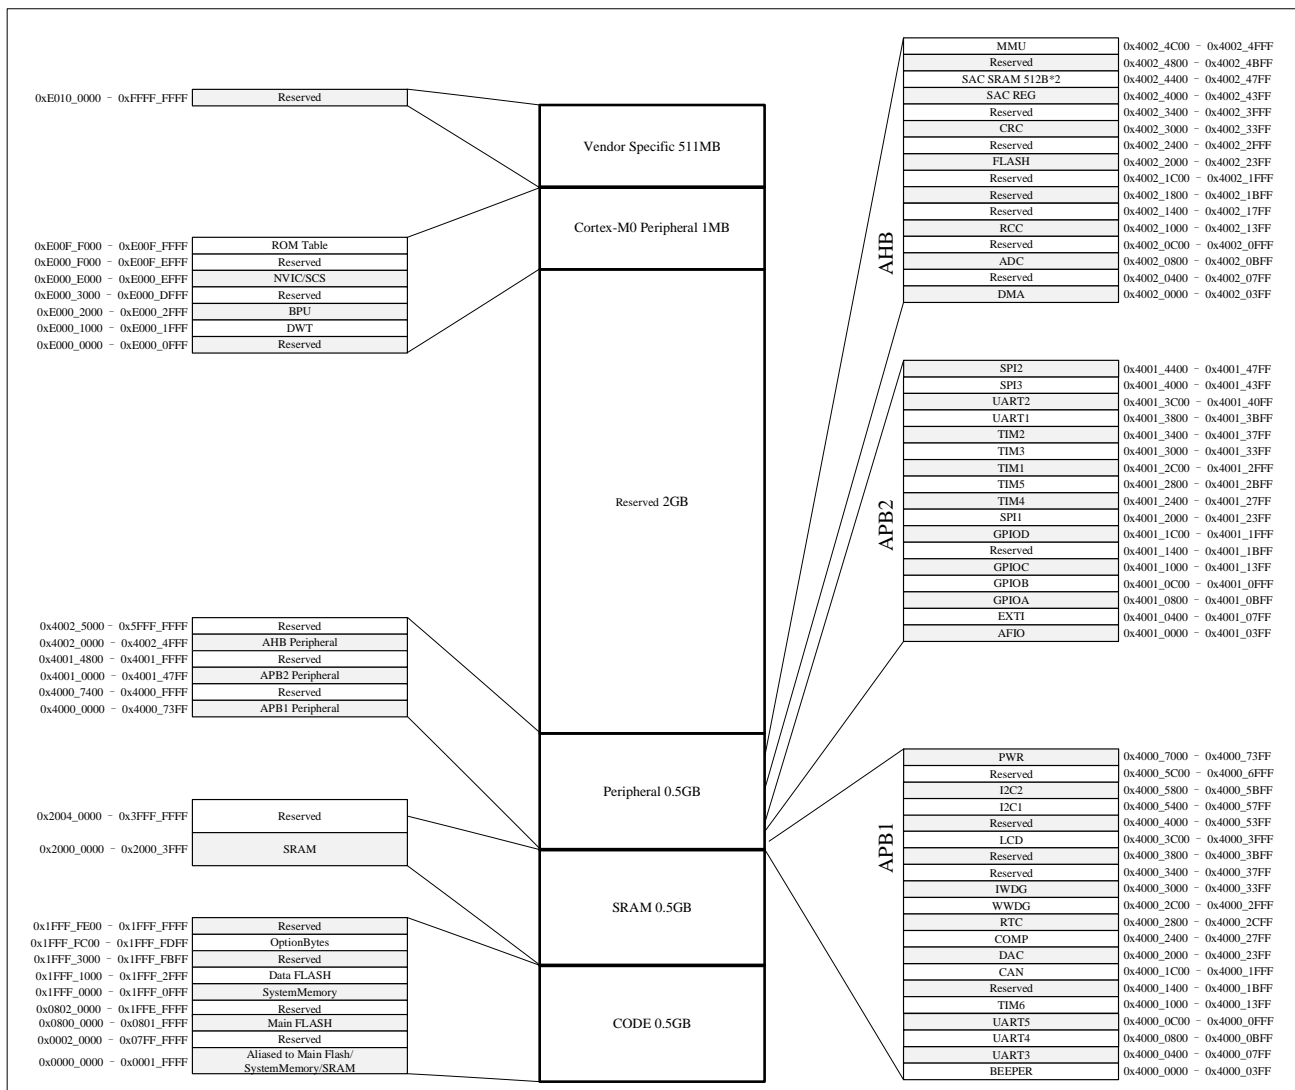 0xE010_0000 - 0xFFFF_FFFF Reserved
0xE00F_F000 - 0xE00F_FFFF ROM Table
0xE000_F000 - 0xE00F_EFFF Reserved
0xE000_E000 - 0xE000_EFFF NVIC/SCS
0xE000_3000 - 0xE000_DFFF Reserved
0xE000_2000 - 0xE000_2FFF BPU
0xE000_1000 - 0xE000_1FFF DWT
0xE000_0000 - 0xE000_0FFF Reserved
0x4002_5000 - 0x5FFF_FFFF Reserved
0x4002_0000 - 0x4002_4FFF AHB Peripheral
0x4001_4800 - 0x4001_FFFF Reserved
0x4001_0000 - 0x4001_47FF APB2 Peripheral
0x4000_7400 - 0x4000_FFFF Reserved
0x4000_0000 - 0x4000_73FF APB1 Peripheral
0x2004_0000 - 0x3FFF_FFFF Reserved
0x2000_0000 - 0x2000_3FFF SRAM
0x1FFF_FE00 - 0x1FFF_FFFF Reserved
0x1FFF_FC00 - 0x1FFF_FDFF OptionBytes
0x1FFF_3000 - 0x1FFF_FBFF Reserved
0x1FFF_1000 - 0x1FFF_2FFF Data FLASH
0x1FFF_0000 - 0x1FFF_0FFF SystemMemory
0x0802_0000 - 0x1FFE_FFFF Reserved
0x0800_0000 - 0x0801_FFFF Main FLASH
0x0002_0000 - 0x07FF_FFFF Reserved
0x0000_0000 - 0x0001_FFFF Aliased to Main Flash/
SystemMemory/SRAM
Vendor Specific 511MB
Cortex-M0 Peripheral 1MB
Reserved 2GB
Peripheral 0.5GB
SRAM 0.5GB
CODE 0.5GB
AHB
MMU 0x4002_4C00 - 0x4002_4FFF
Reserved 0x4002_4800 - 0x4002_4BFF
SAC SRAM 512B*2 0x4002_4400 - 0x4002_47FF
SAC REG 0x4002_4000 - 0x4002_43FF
Reserved 0x4002_3400 - 0x4002_3FFF
CRC 0x4002_3000 - 0x4002_33FF
Reserved 0x4002_2400 - 0x4002_2FFF
FLASH 0x4002_2000 - 0x4002_23FF
Reserved 0x4002_1C00 - 0x4002_1FFF
Reserved 0x4002_1800 - 0x4002_1BFF
Reserved 0x4002_1400 - 0x4002_17FF
RCC 0x4002_1000 - 0x4002_13FF
Reserved 0x4002_0C00 - 0x4002_0FFF
ADC 0x4002_0800 - 0x4002_0BFF
Reserved 0x4002_0400 - 0x4002_07FF
DMA 0x4002_0000 - 0x4002_03FF
APB2
SPI2 0x4001_4400 - 0x4001_47FF
SPI3 0x4001_4000 - 0x4001_43FF
UART2 0x4001_3C00 - 0x4001_40FF
UART1 0x4001_3800 - 0x4001_3BFF
TIM2 0x4001_3400 - 0x4001_37FF
TIM3 0x4001_3000 - 0x4001_33FF
TIM1 0x4001_2C00 - 0x4001_2FFF
TIM5 0x4001_2800 - 0x4001_2BFF
TIM4 0x4001_2400 - 0x4001_27FF
SPI1 0x4001_2000 - 0x4001_23FF
GPIOD 0x4001_1C00 - 0x4001_1FFF
Reserved 0x4001_1400 - 0x4001_1BFF
GPIOC 0x4001_1000 - 0x4001_13FF
GPIOB 0x4001_0C00 - 0x4001_0FFF
GPIOA 0x4001_0800 - 0x4001_0BFF
EXTI 0x4001_0400 - 0x4001_07FF
AFIO 0x4001_0000 - 0x4001_03FF
APB1
PWR 0x4000_7000 - 0x4000_73FF
Reserved 0x4000_5C00 - 0x4000_6FFF
I2C2 0x4000_5800 - 0x4000_5BFF
I2C1 0x4000_5400 - 0x4000_57FF
Reserved 0x4000_4000 - 0x4000_53FF
LCD 0x4000_3C00 - 0x4000_3FFF
Reserved 0x4000_3800 - 0x4000_3BFF
Reserved 0x4000_3400 - 0x4000_37FF
IWDG 0x4000_3000 - 0x4000_33FF
WWDG 0x4000_2C00 - 0x4000_2FFF
RTC 0x4000_2800 - 0x4000_2CFF
COMP 0x4000_2400 - 0x4000_27FF
DAC 0x4000_2000 - 0x4000_23FF
CAN 0x4000_1C00 - 0x4000_1FFF
Reserved 0x4000_1400 - 0x4000_1BFF
TIM6 0x4000_1000 - 0x4000_13FF
UART5 0x4000_0C00 - 0x4000_0FFF
UART4 0x4000_0800 - 0x4000_0BFF
UART3 0x4000_0400 - 0x4000_07FF
BEEPER 0x4000_0000 - 0x4000_03FF